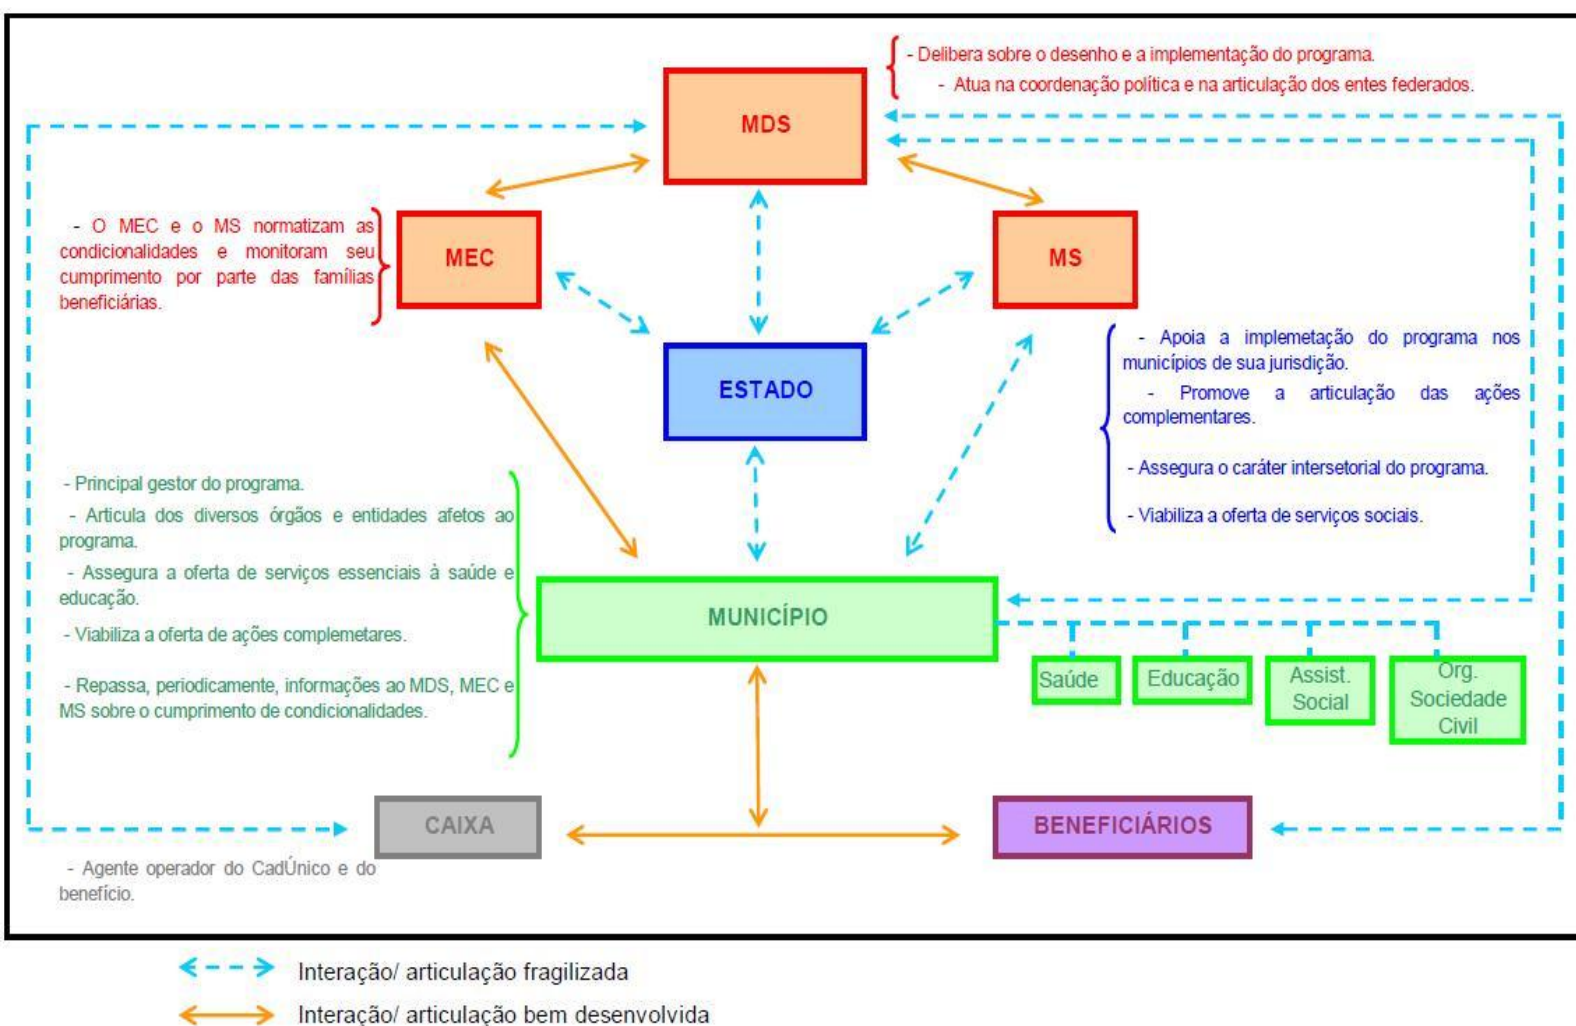 - Delibera sobre o desenho e a implementação do programa.
- Atua na coordenação política e na articulação dos entes federados.
MDS
- O MEC e o MS normatizam as
condicionalidades e monitoram seu
cumprimento por parte das famílias
beneficiárias.
MEC
MS
- Apoia a implemetação do programa nos
municípios de sua jurisdição.
- Promove a articulação das ações
complementares.
- Assegura o caráter intersetorial do programa.
- Viabiliza a oferta de serviços sociais.
ESTADO
- Principal gestor do programa.
- Articula dos diversos órgãos e entidades afetos ao
programa.
- Assegura a oferta de serviços essenciais à saúde e
educação.
- Viabiliza a oferta de ações complemetares.
- Repassa, periodicamente, informações ao MDS, MEC e
MS sobre o cumprimento de condicionalidades.
MUNICÍPIO
Saúde
Educação
Assist.
Social
Org.
Sociedade
Civil
CAIXA
BENEFICIÁRIOS
- Agente operador do CadÚnico e do
benefício.
Interação/ articulação fragilizada
Interação/ articulação bem desenvolvida